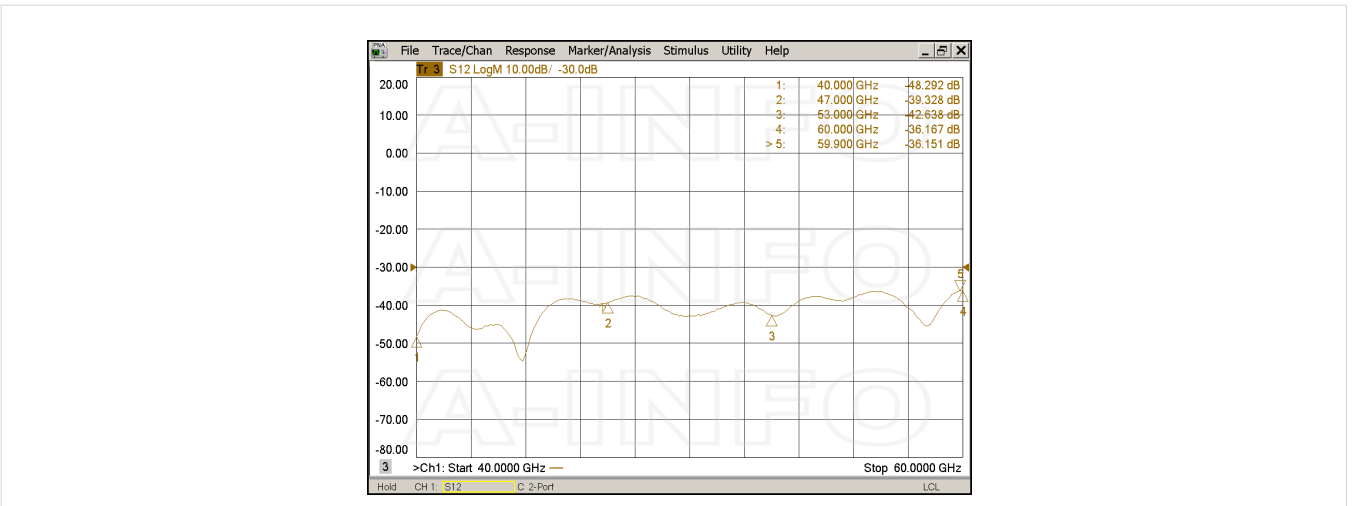 PNA
File Trace/Chan Response Marker/Analysis Stimulus Utility Help
Tr 3 S12 LogM 10.00dB/ -30.0dB
20.00
10.00
0.00
-10.00
-20.00
-30.00
-40.00
-50.00
-60.00
-70.00
-80.00
1: 40.000 GHz -48.292 dB
2: 47.000 GHz -39.328 dB
3: 53.000 GHz -42.638 dB
4: 60.000 GHz -36.167 dB
> 5: 59.900 GHz -36.151 dB
A-INFO
A-INFO
A-INFO
1
2
3
5
4
3 >Ch1: Start 40.0000 GHz Stop 60.0000 GHz
Hold CH 1: S12 C 2-Port LCL